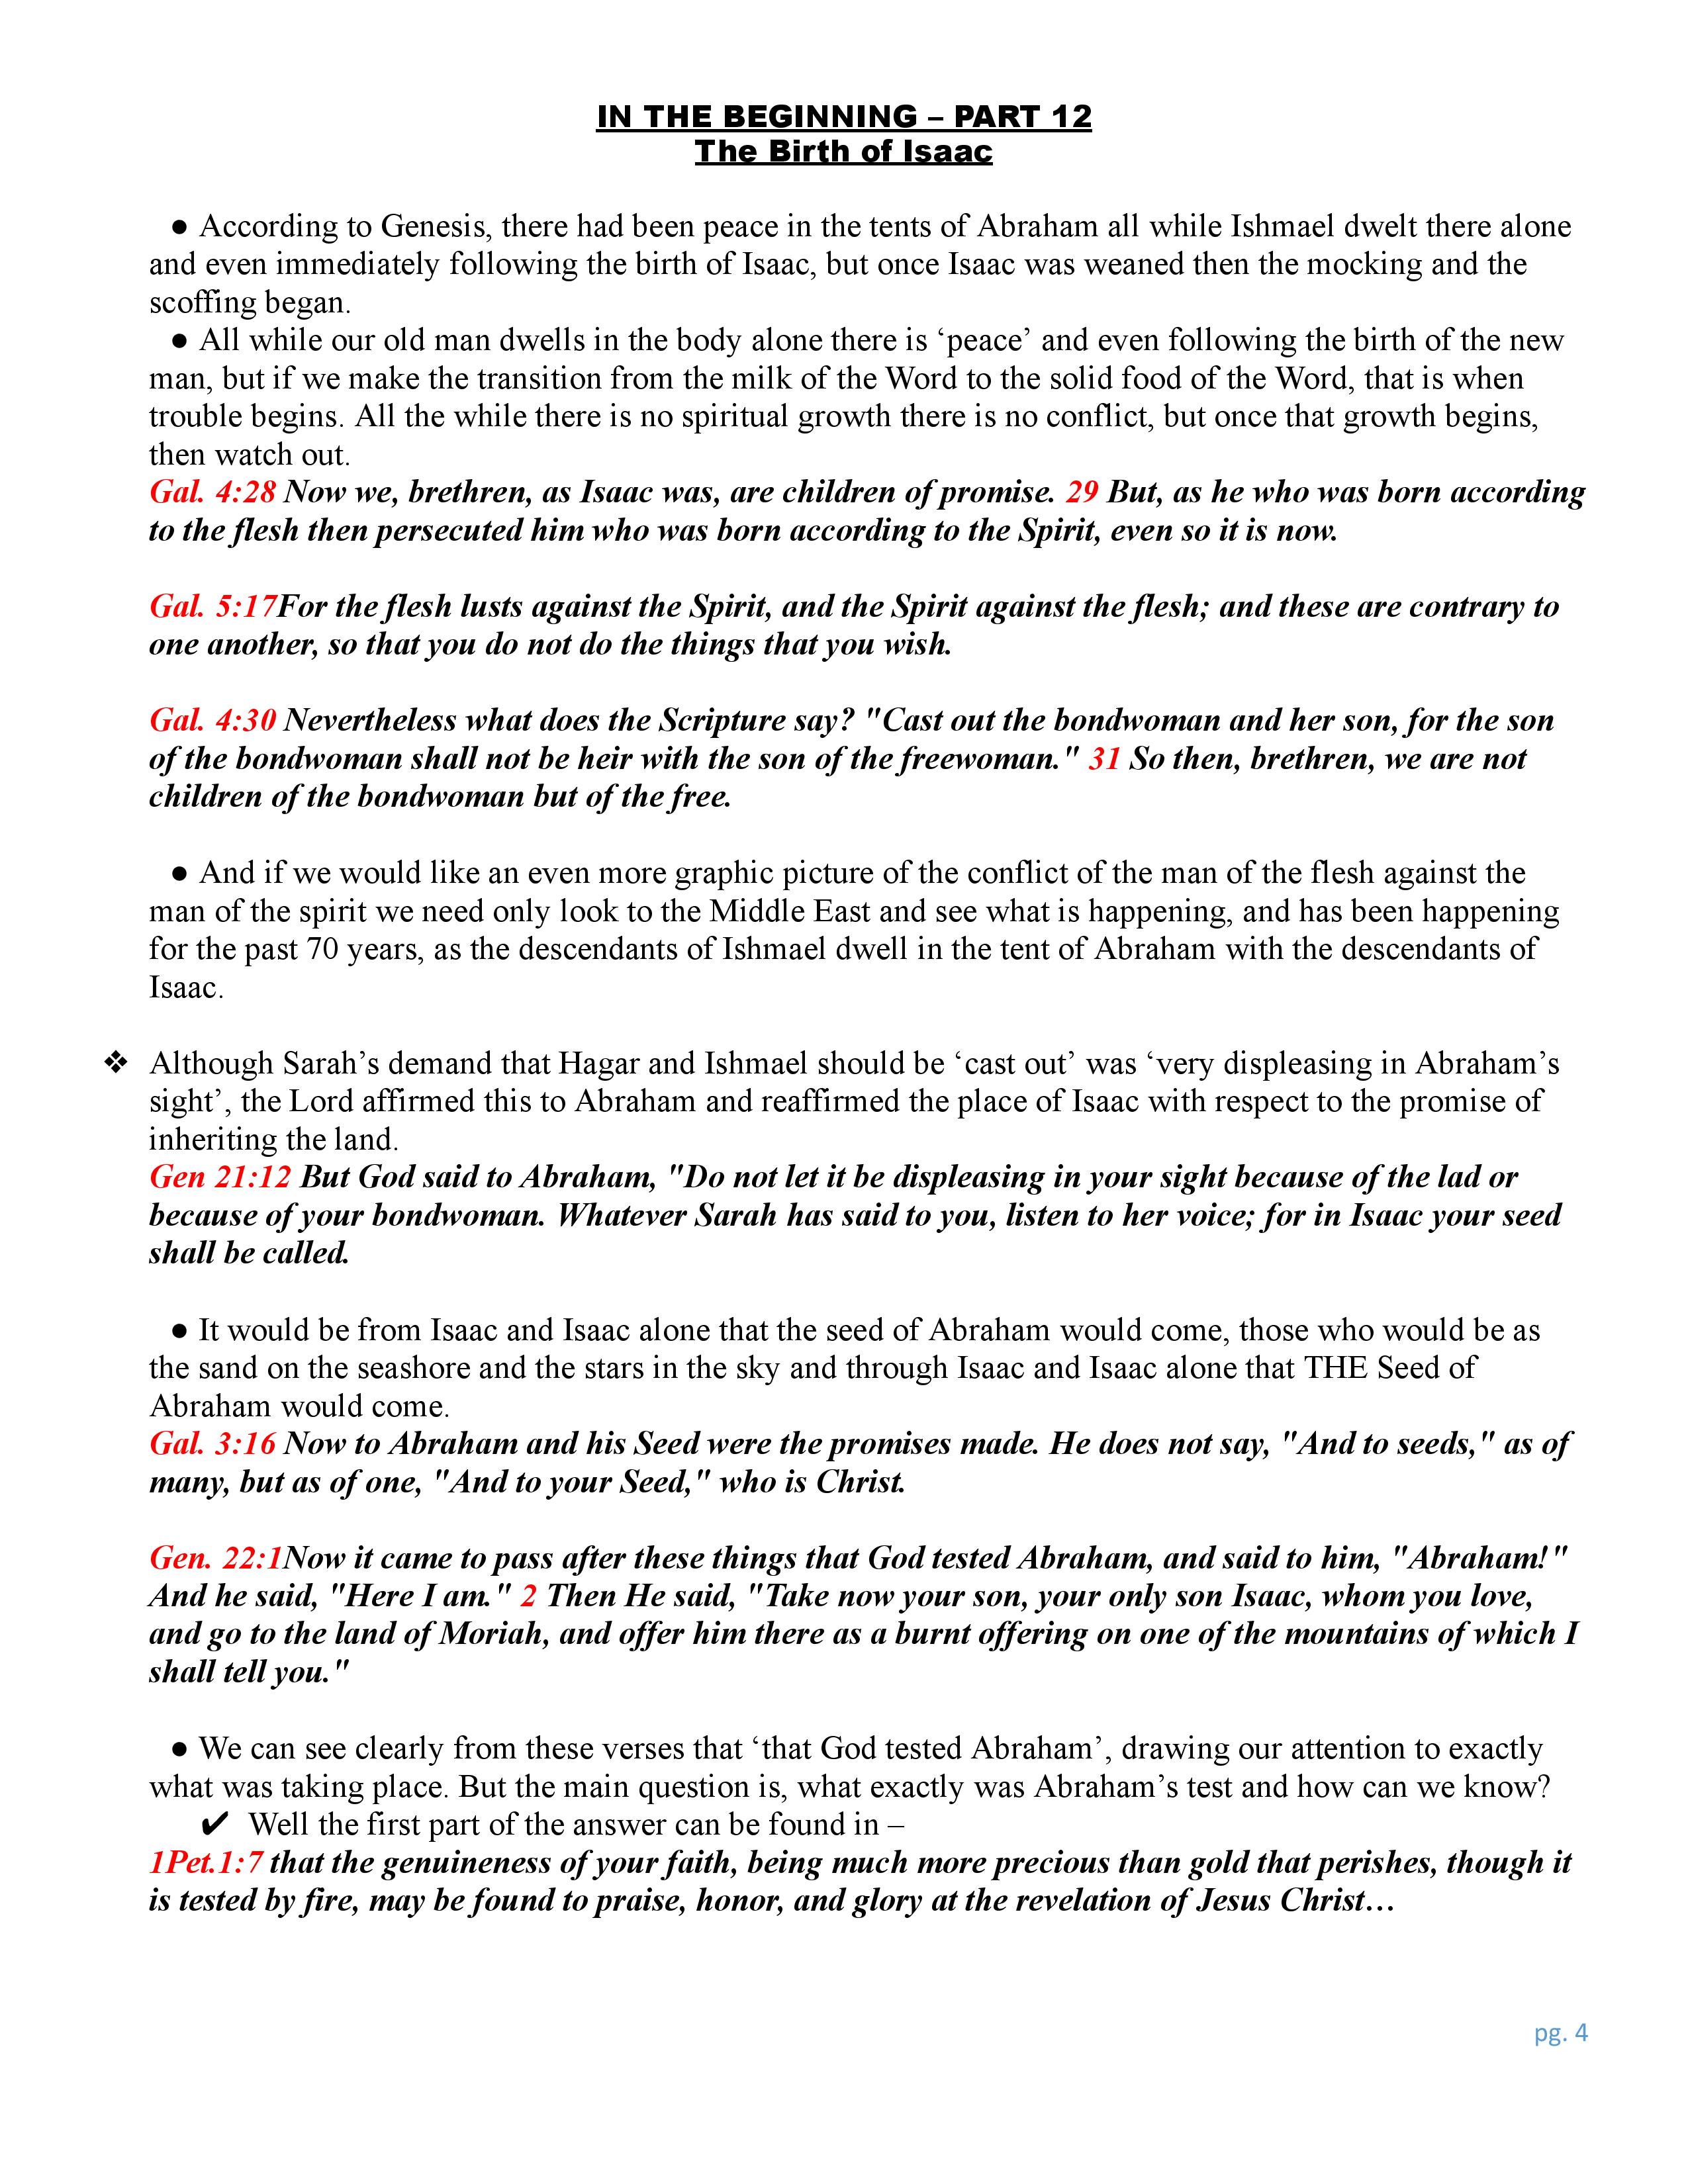 IN THE BEGINNING – PART 12
The Birth of Isaac
● According to Genesis, there had been peace in the tents of Abraham all while Ishmael dwelt there alone
and even immediately following the birth of Isaac, but once Isaac was weaned then the mocking and the
scoffing began.
● All while our old man dwells in the body alone there is ‘peace’ and even following the birth of the new
man, but if we make the transition from the milk of the Word to the solid food of the Word, that is when
trouble begins. All the while there is no spiritual growth there is no conflict, but once that growth begins,
then watch out.
Gal. 4:28 Now we, brethren, as Isaac was, are children of promise. 29 But, as he who was born according
to the flesh then persecuted him who was born according to the Spirit, even so it is now.
Gal. 5:17For the flesh lusts against the Spirit, and the Spirit against the flesh; and these are contrary to
one another, so that you do not do the things that you wish.
Gal. 4:30 Nevertheless what does the Scripture say? "Cast out the bondwoman and her son, for the son
of the bondwoman shall not be heir with the son of the freewoman." 31 So then, brethren, we are not
children of the bondwoman but of the free.
● And if we would like an even more graphic picture of the conflict of the man of the flesh against the
man of the spirit we need only look to the Middle East and see what is happening, and has been happening
for the past 70 years, as the descendants of Ishmael dwell in the tent of Abraham with the descendants of
Isaac.
❖ Although Sarah’s demand that Hagar and Ishmael should be ‘cast out’ was ‘very displeasing in Abraham’s
sight’, the Lord affirmed this to Abraham and reaffirmed the place of Isaac with respect to the promise of
inheriting the land.
Gen 21:12 But God said to Abraham, "Do not let it be displeasing in your sight because of the lad or
because of your bondwoman. Whatever Sarah has said to you, listen to her voice; for in Isaac your seed
shall be called.
● It would be from Isaac and Isaac alone that the seed of Abraham would come, those who would be as
the sand on the seashore and the stars in the sky and through Isaac and Isaac alone that THE Seed of
Abraham would come.
Gal. 3:16 Now to Abraham and his Seed were the promises made. He does not say, "And to seeds," as of
many, but as of one, "And to your Seed," who is Christ.
Gen. 22:1Now it came to pass after these things that God tested Abraham, and said to him, "Abraham!"
And he said, "Here I am." 2 Then He said, "Take now your son, your only son Isaac, whom you love,
and go to the land of Moriah, and offer him there as a burnt offering on one of the mountains of which I
shall tell you."
● We can see clearly from these verses that ‘that God tested Abraham’, drawing our attention to exactly
what was taking place. But the main question is, what exactly was Abraham’s test and how can we know?
✔ Well the first part of the answer can be found in –
1Pet.1:7 that the genuineness of your faith, being much more precious than gold that perishes, though it
is tested by fire, may be found to praise, honor, and glory at the revelation of Jesus Christ…
pg. 4